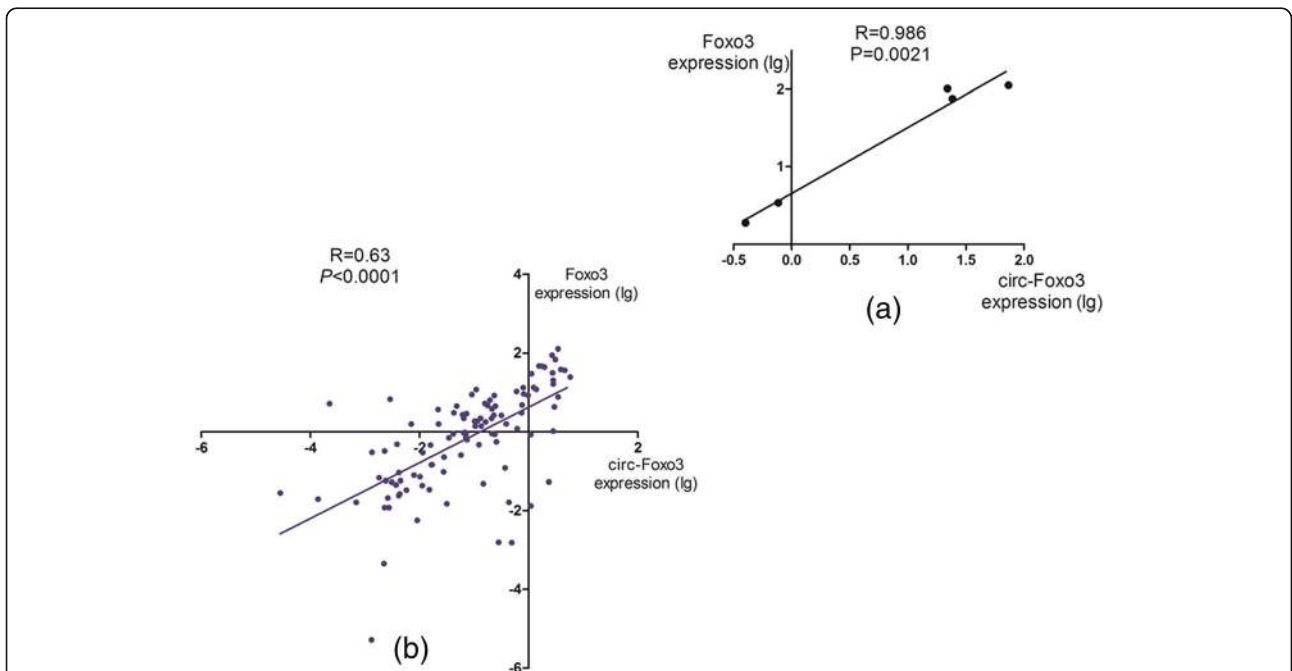 Foxo3
expression (lg)
R=0.986
P=0.0021
2
1
-0.5 0.0 0.5 1.0 1.5 2.0
circ-Foxo3
expression (lg)
(a)
R=0.63
P<0.0001
4
Foxo3
expression (lg)
2
-6 -4 -2 2
circ-Foxo3
expression (lg)
-2
-4
(b)
-6